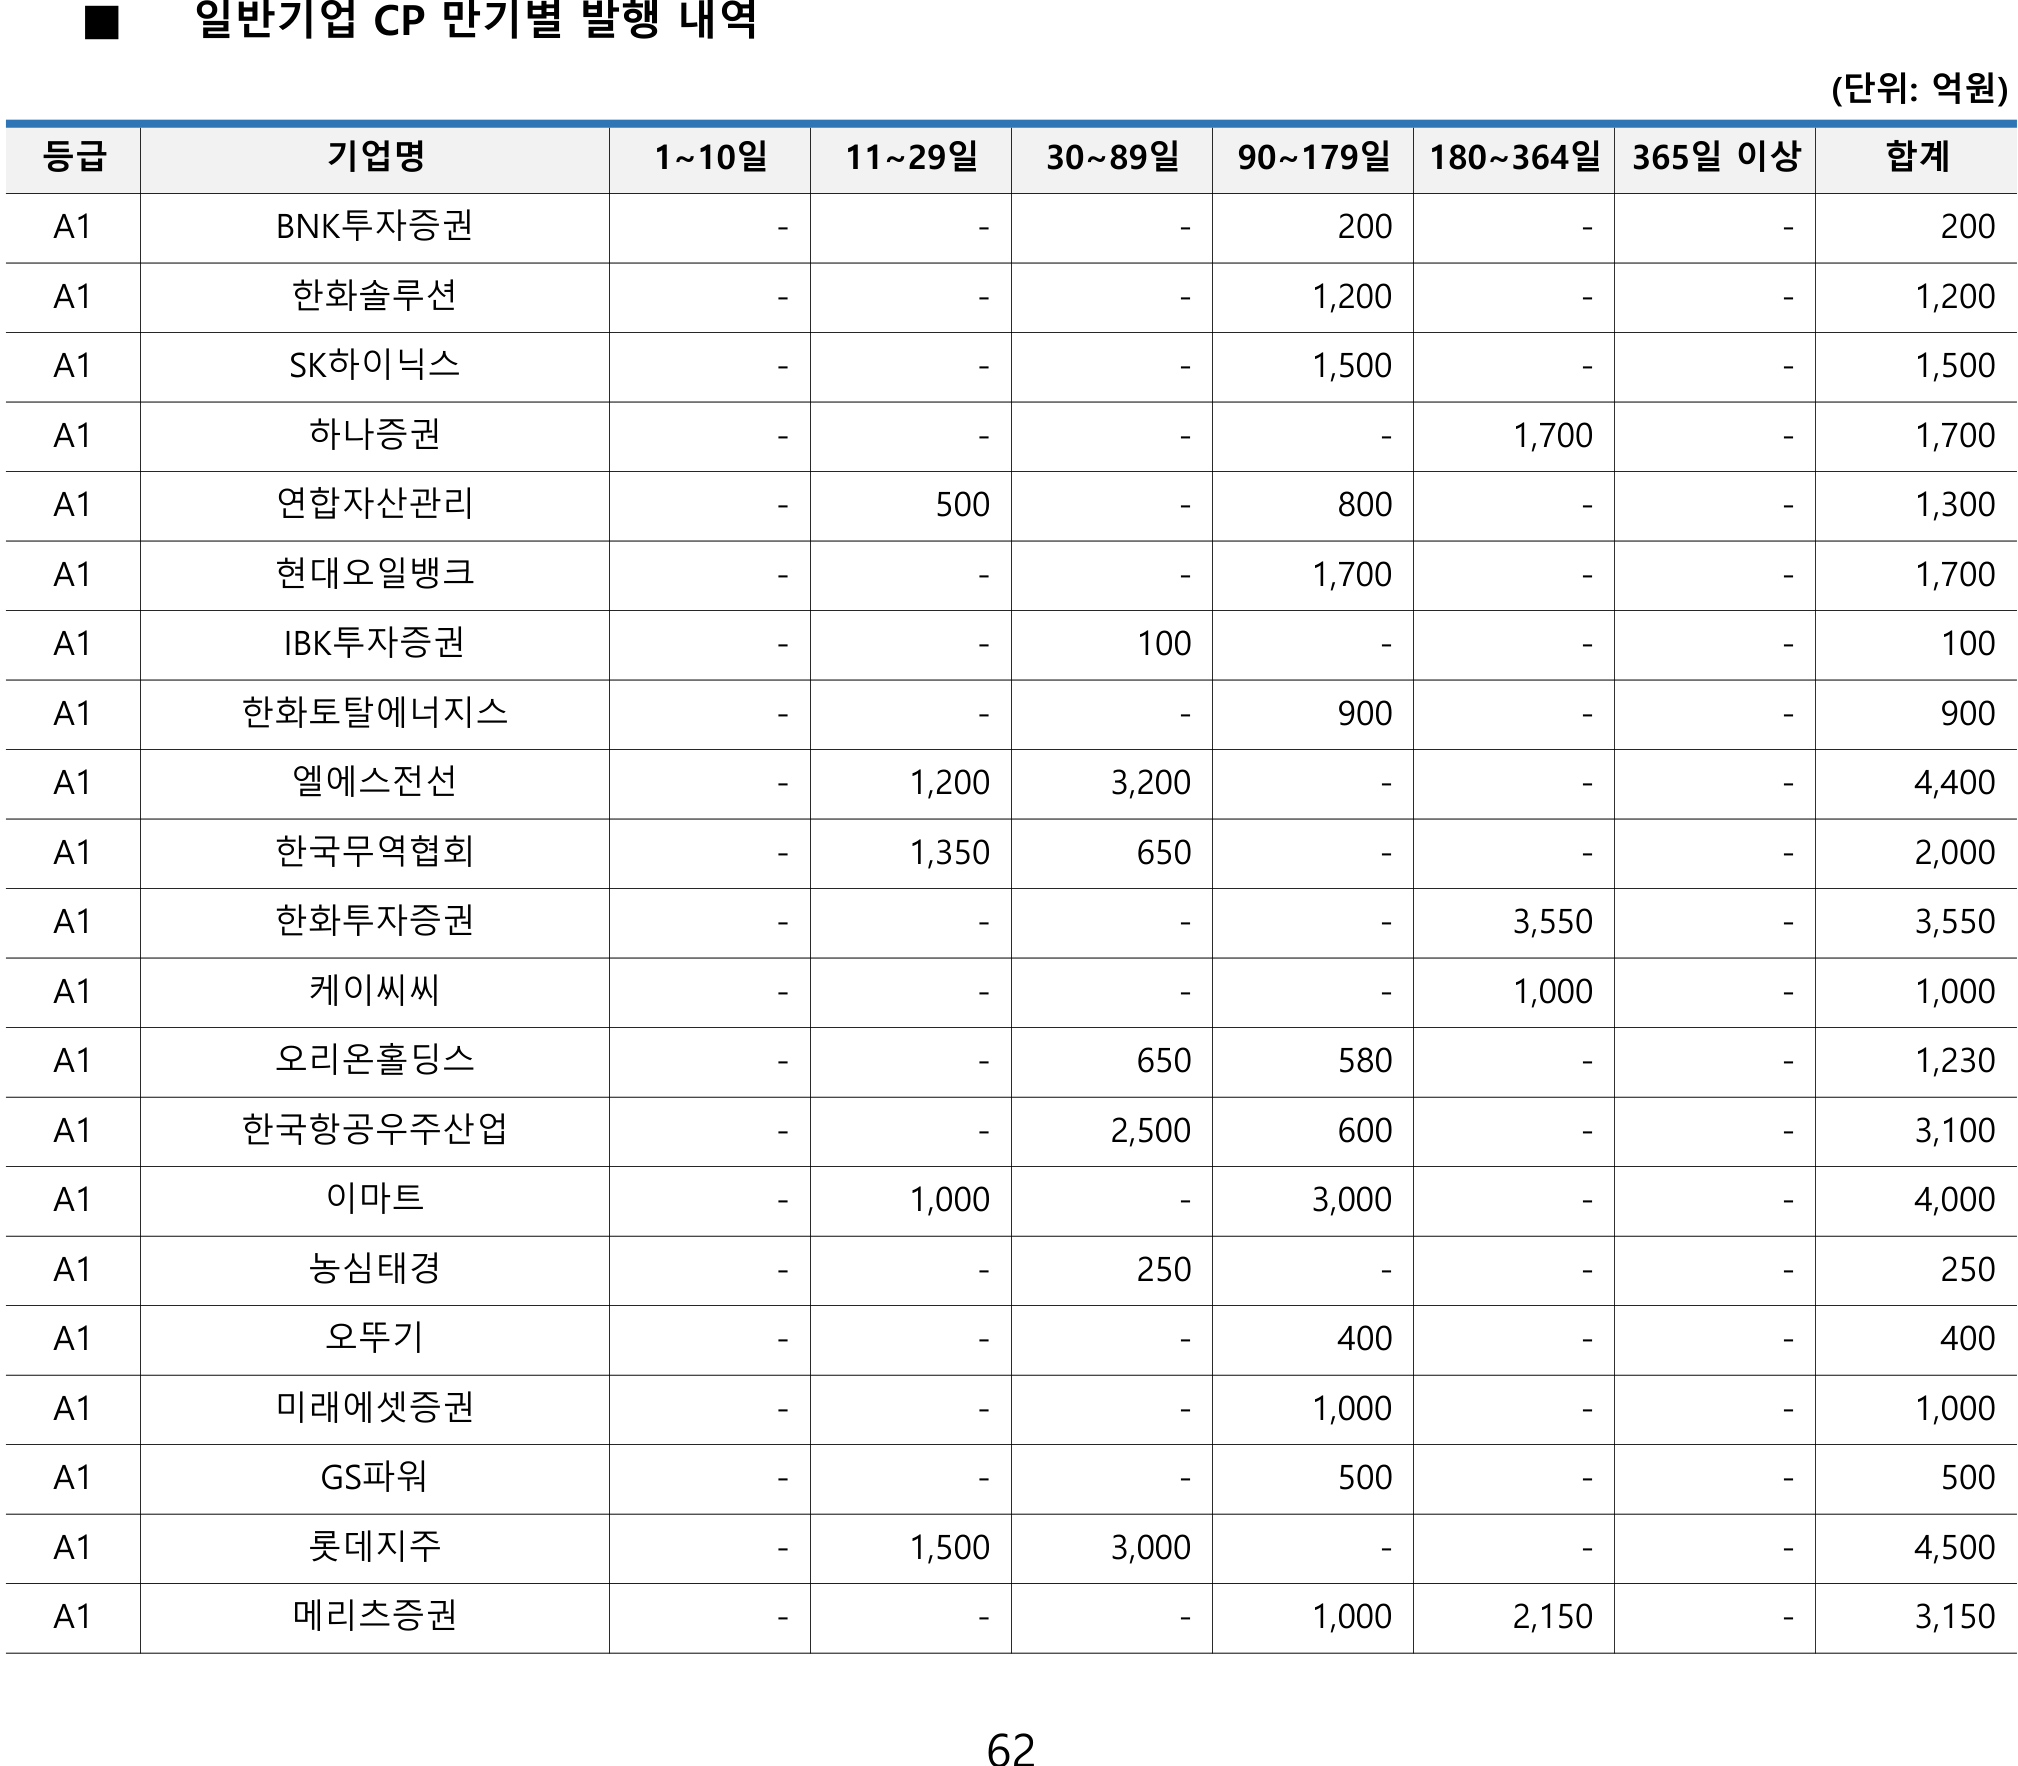 ■ 일반기업 CP 만기별 발행 내역
(단위: 억원)
등급 기업명 1~10일 11~29일 30~89일 90~179일 180~364일 365일 이상 합계
A1 BNK투자증권 - - - 200 - - 200
A1 한화솔루션 - - - 1,200 - - 1,200
A1 SK하이닉스 - - - 1,500 - - 1,500
A1 하나증권 - - - - 1,700 - 1,700
A1 연합자산관리 - 500 - 800 - - 1,300
A1 현대오일뱅크 - - - 1,700 - - 1,700
A1 IBK투자증권 - - 100 - - - 100
A1 한화토탈에너지스 - - - 900 - - 900
A1 엘에스전선 - 1,200 3,200 - - - 4,400
A1 한국무역협회 - 1,350 650 - - - 2,000
A1 한화투자증권 - - - - 3,550 - 3,550
A1 케이씨씨 - - - - 1,000 - 1,000
A1 오리온홀딩스 - - 650 580 - - 1,230
A1 한국항공우주산업 - - 2,500 600 - - 3,100
A1 이마트 - 1,000 - 3,000 - - 4,000
A1 농심태경 - - 250 - - - 250
A1 오뚜기 - - - 400 - - 400
A1 미래에셋증권 - - - 1,000 - - 1,000
A1 GS파워 - - - 500 - - 500
A1 롯데지주 - 1,500 3,000 - - - 4,500
A1 메리츠증권 - - - 1,000 2,150 - 3,150
62